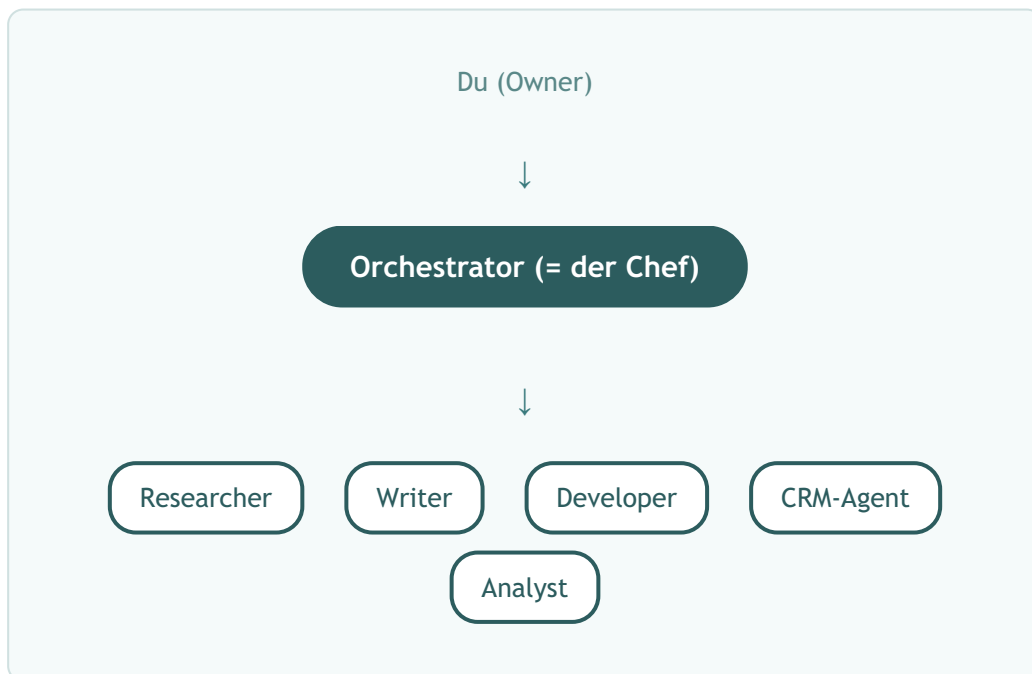 Du (Owner)
↓
Orchestrator (= der Chef)
↓
Researcher Writer Developer CRM-Agent
Analyst